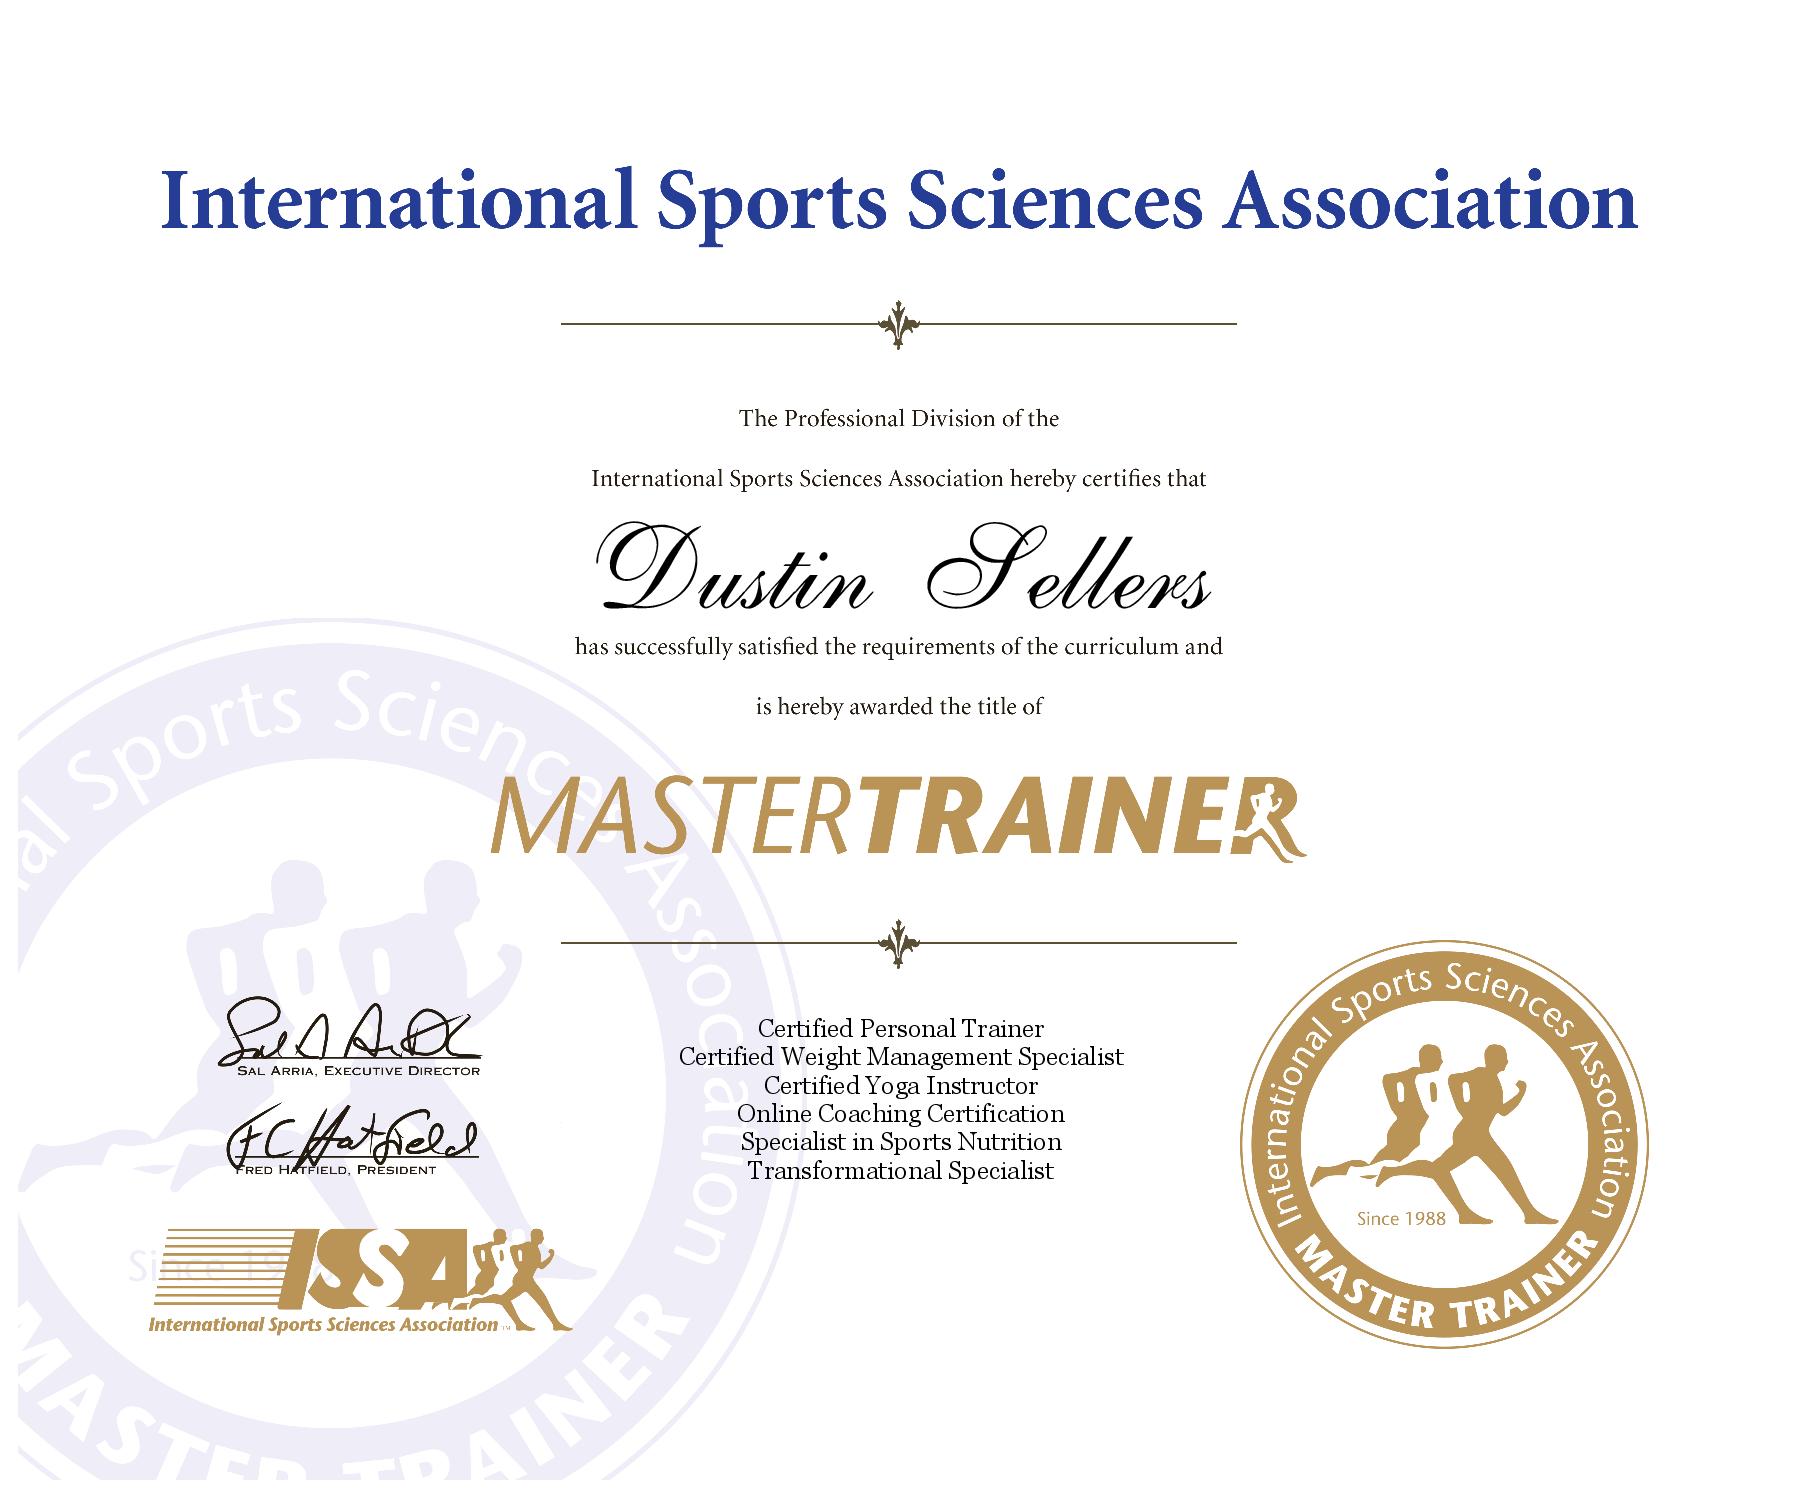 International Sports Sciences Association
The Professional Division of the
International Sports Sciences Association hereby certifies that
Dustin Sellers
has successfully satisfied the requirements of the curriculum and
is hereby awarded the title of
MASTERTRAINER
Sal Arria
SAL ARRIA, EXECUTIVE DIRECTOR
FC Hatfield
FRED HATFIELD, PRESIDENT
ISSA
International Sports Sciences Association™
Certified Personal Trainer
Certified Weight Management Specialist
Certified Yoga Instructor
Online Coaching Certification
Specialist in Sports Nutrition
Transformational Specialist
International Sports Sciences Association
Since 1988
MASTER TRAINER
al Sports Sciences Association
Since 19
MASTER TRAINER